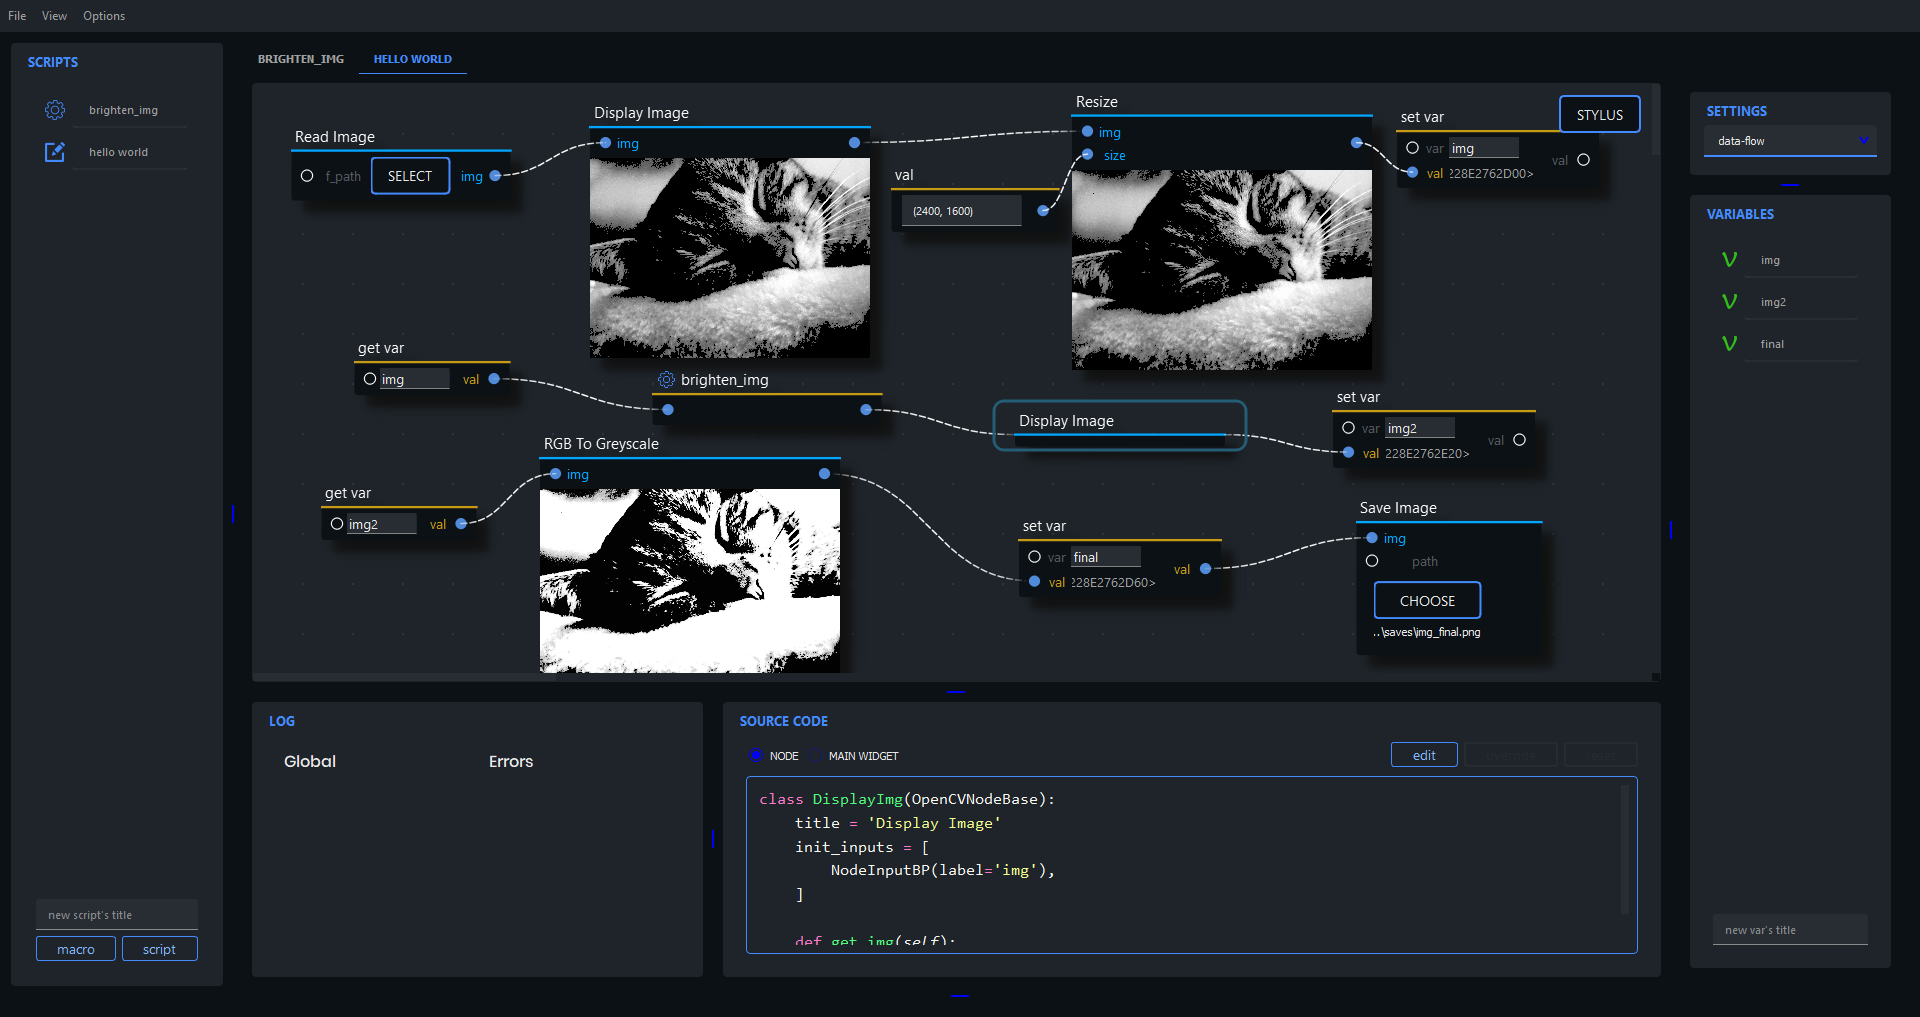 File View Options
SCRIPTS
brighten_img
hello world
new script's title
macro script
BRIGHTEN_IMG HELLO WORLD
Read Image
f_path SELECT img
Display Image
img
Resize
img
size
val
(2400, 1600)
set var
var img
val 228E2762D00> val
STYLUS
get var
img val
brighten_img
Display Image
set var
var img2
val 228E2762E20> val
RGB To Greyscale
img
get var
img2 val
set var
var final
val 228E2762D60> val
Save Image
img
path
CHOOSE
..\saves\img_final.png
LOG
Global Errors
SOURCE CODE
NODE MAIN WIDGET edit
class DisplayImg(OpenCVNodeBase):
title = 'Display Image'
init_inputs = [
NodeInputBP(label='img'),
]
def get_img(self):
SETTINGS
data-flow
VARIABLES
img
img2
final
new var's title